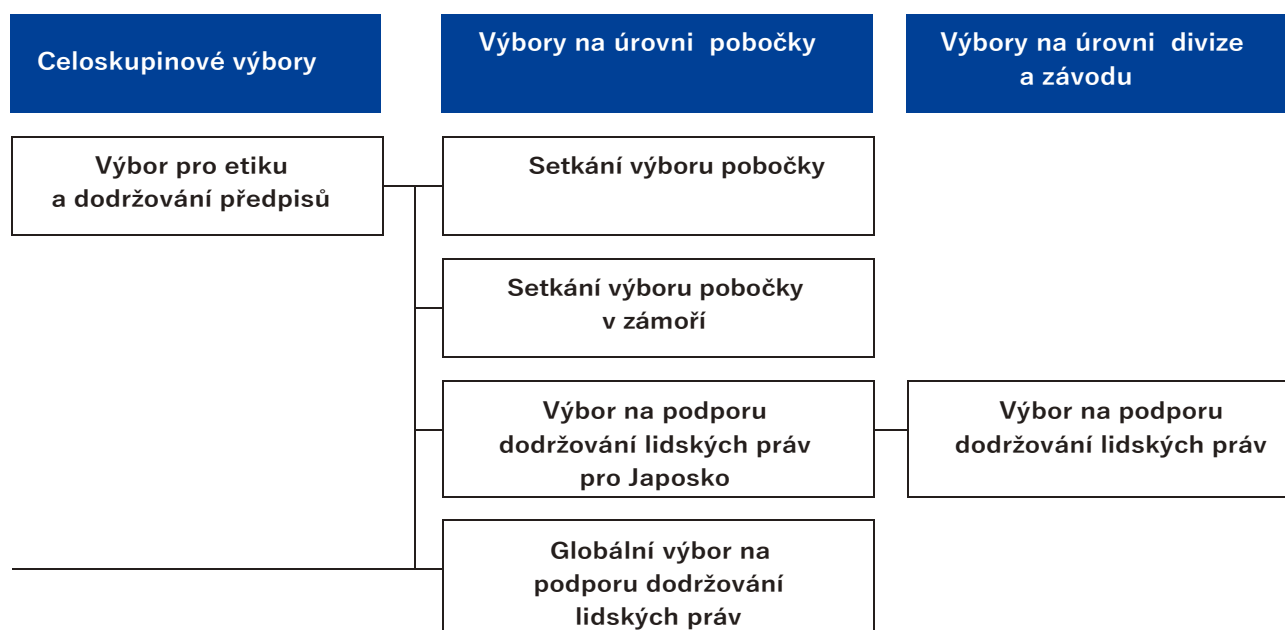 Celoskupinové výbory
Výbory na úrovni pobočky
Výbory na úrovni divize
a závodu
Výbor pro etiku
a dodržování předpisů
Setkání výboru pobočky
Setkání výboru pobočky
v zámoří
Výbor na podporu
dodržování lidských práv
pro Japosko
Výbor na podporu
dodržování lidských práv
Globální výbor na
podporu dodržování
lidských práv